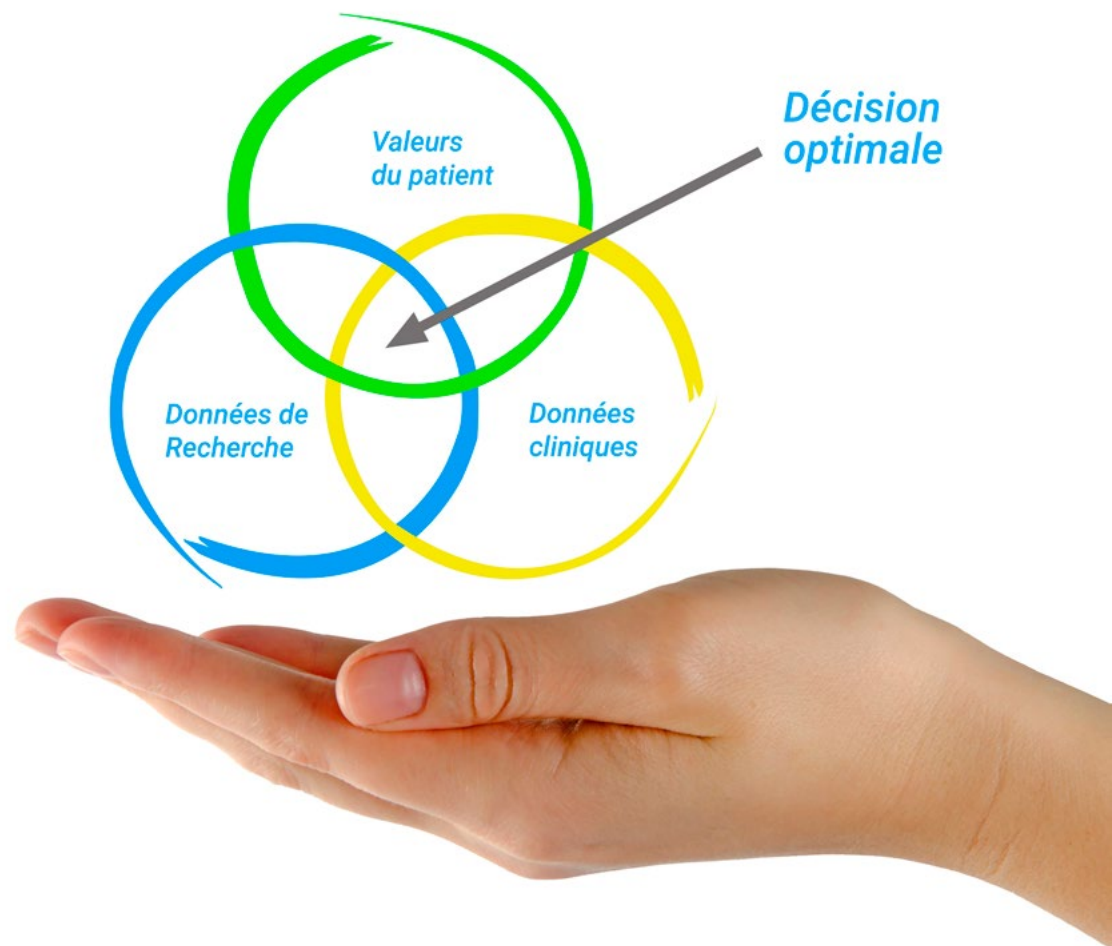 Décision
optimale
Valeurs
du patient
Données de
Recherche
Données
cliniques